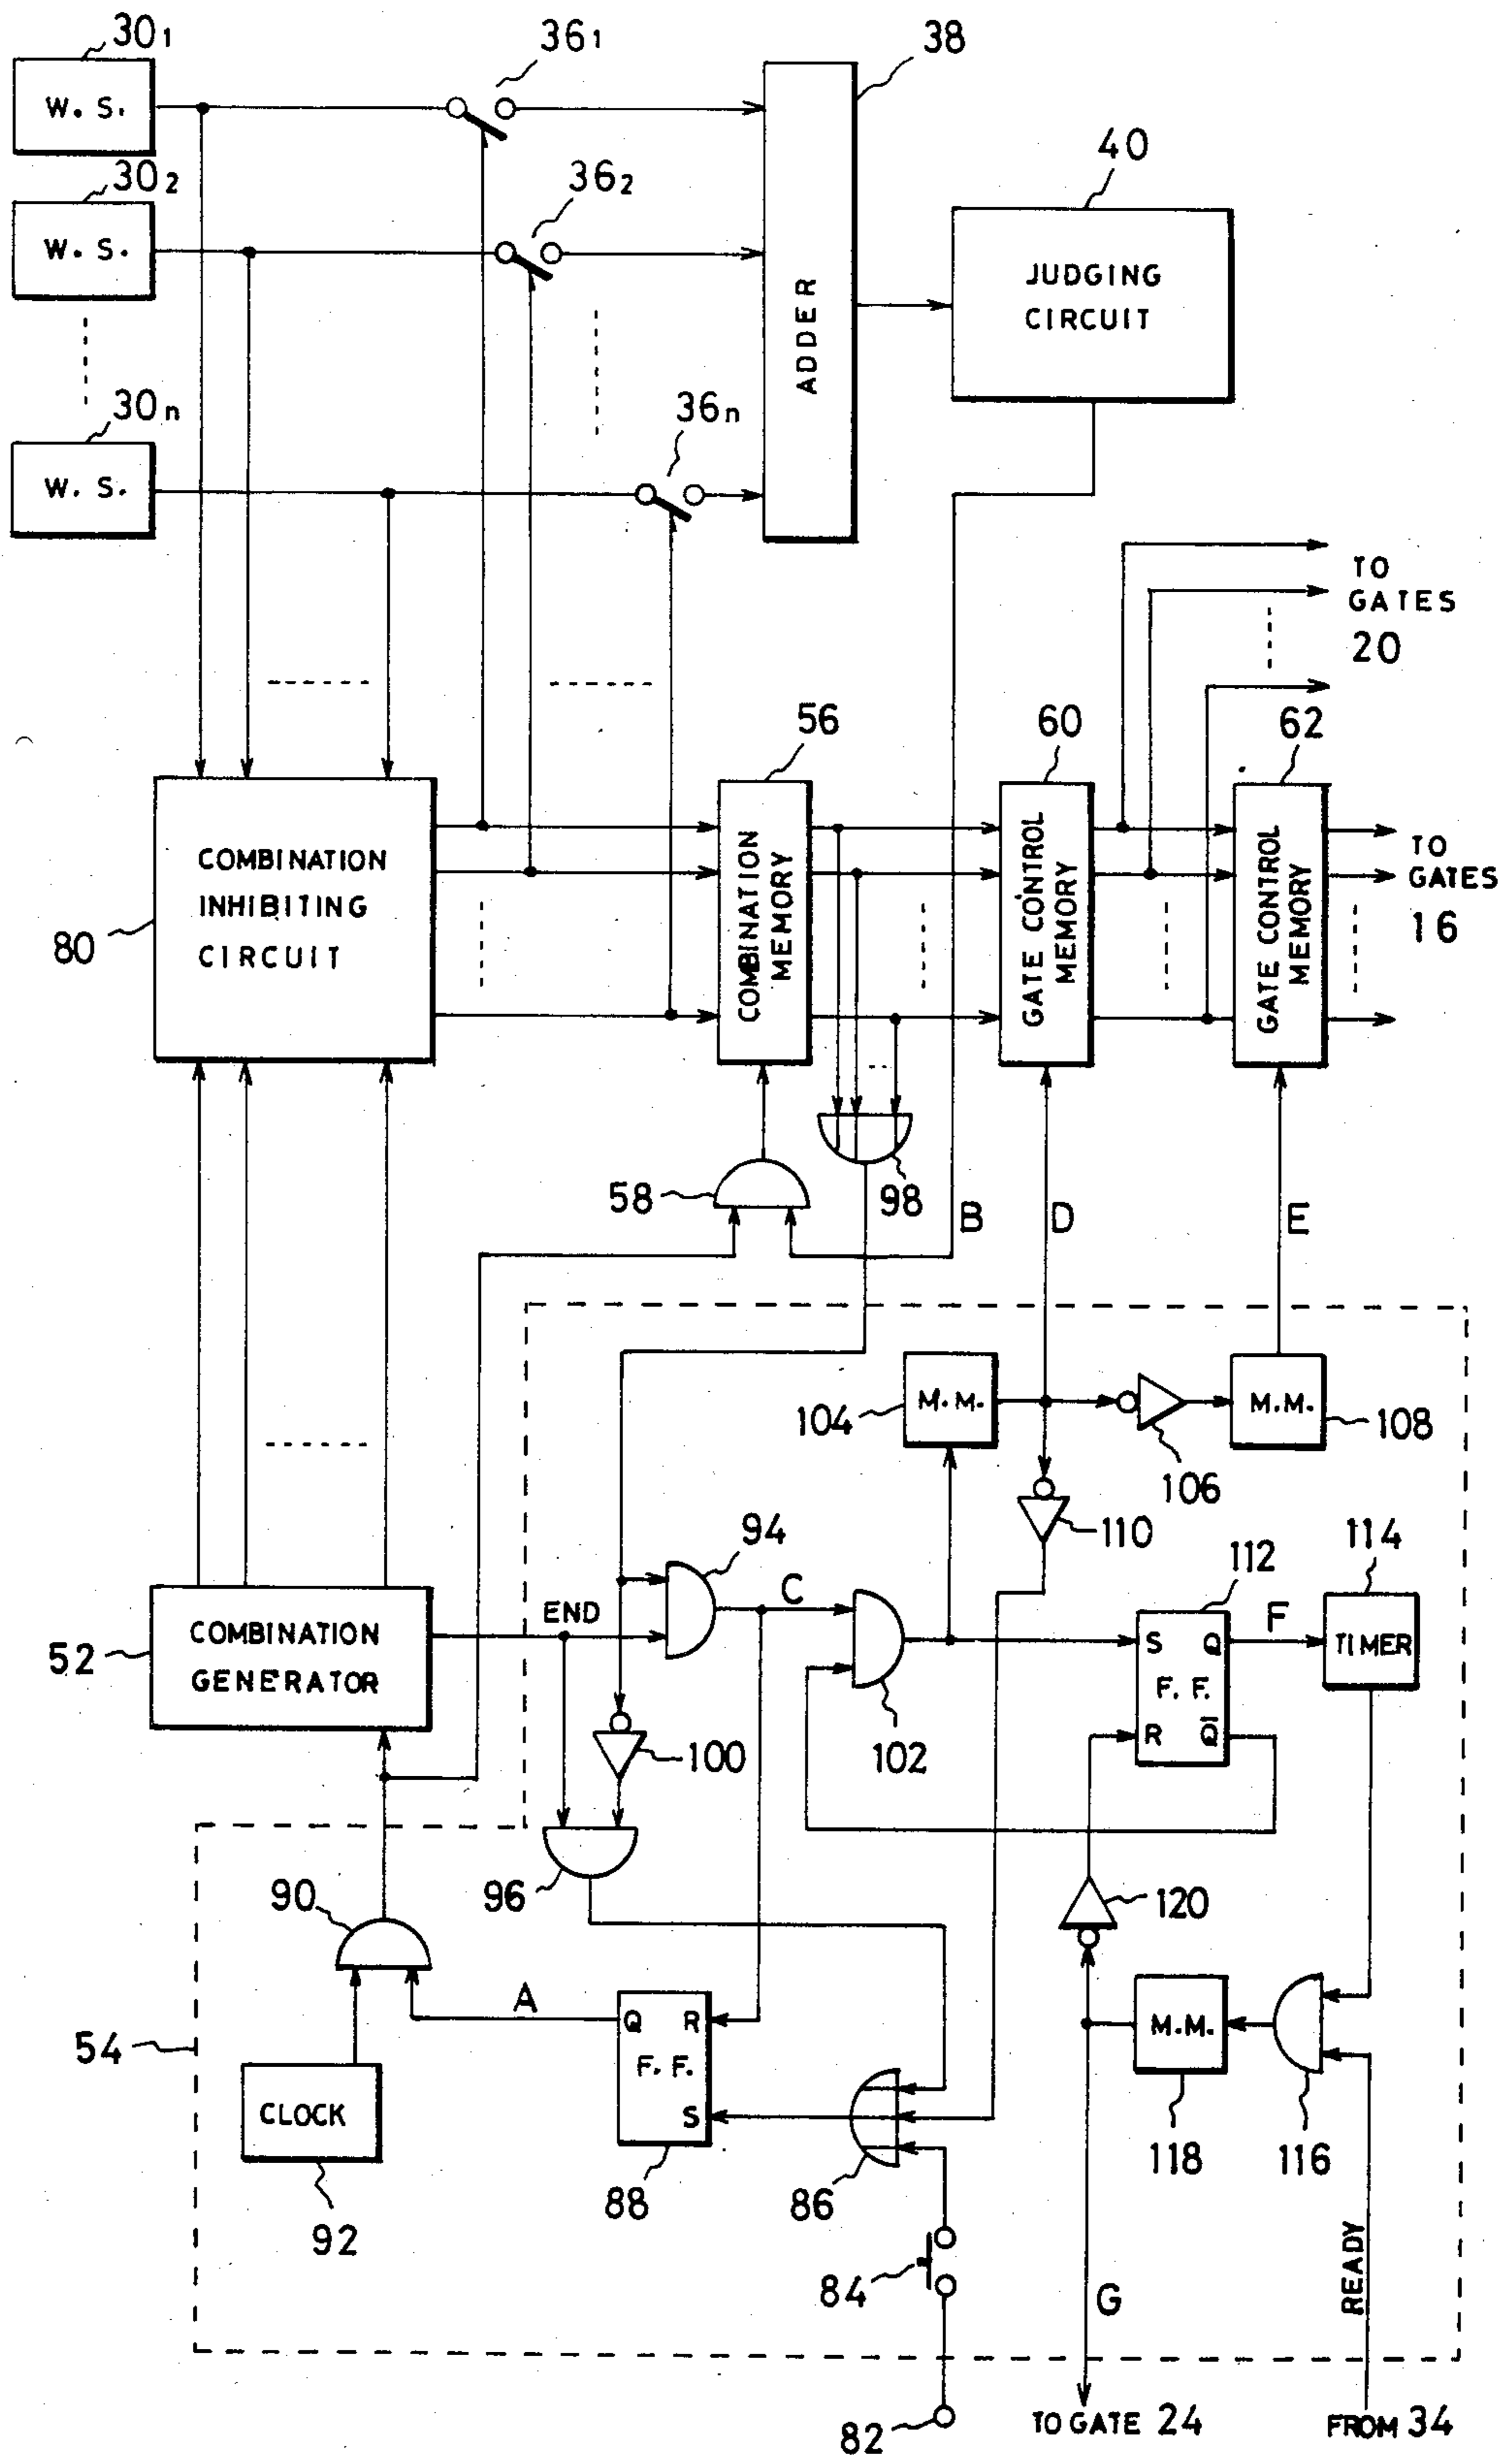 30₁
36₁
38
W. S.
40
30₂
36₂
W. S.
JUDGING
CIRCUIT
ADDER
30n
36n
W. S.
TO
GATES
20
56
60
62
COMBINATION
INHIBITING
CIRCUIT
80
COMBINATION
MEMORY
GATE CONTROL
MEMORY
GATE CONTROL
MEMORY
TO
GATES
16
58
98
B
D
E
104
M.M.
M.M.
108
106
110
94
114
112
C
END
52
COMBINATION
GENERATOR
S Q
F
TIMER
F. F.
R Q̅
100
102
90
96
120
A
Q R
M.M.
54
F. F.
CLOCK
S
118
116
88
86
92
84
G
READY
82
TO GATE 24
FROM 34